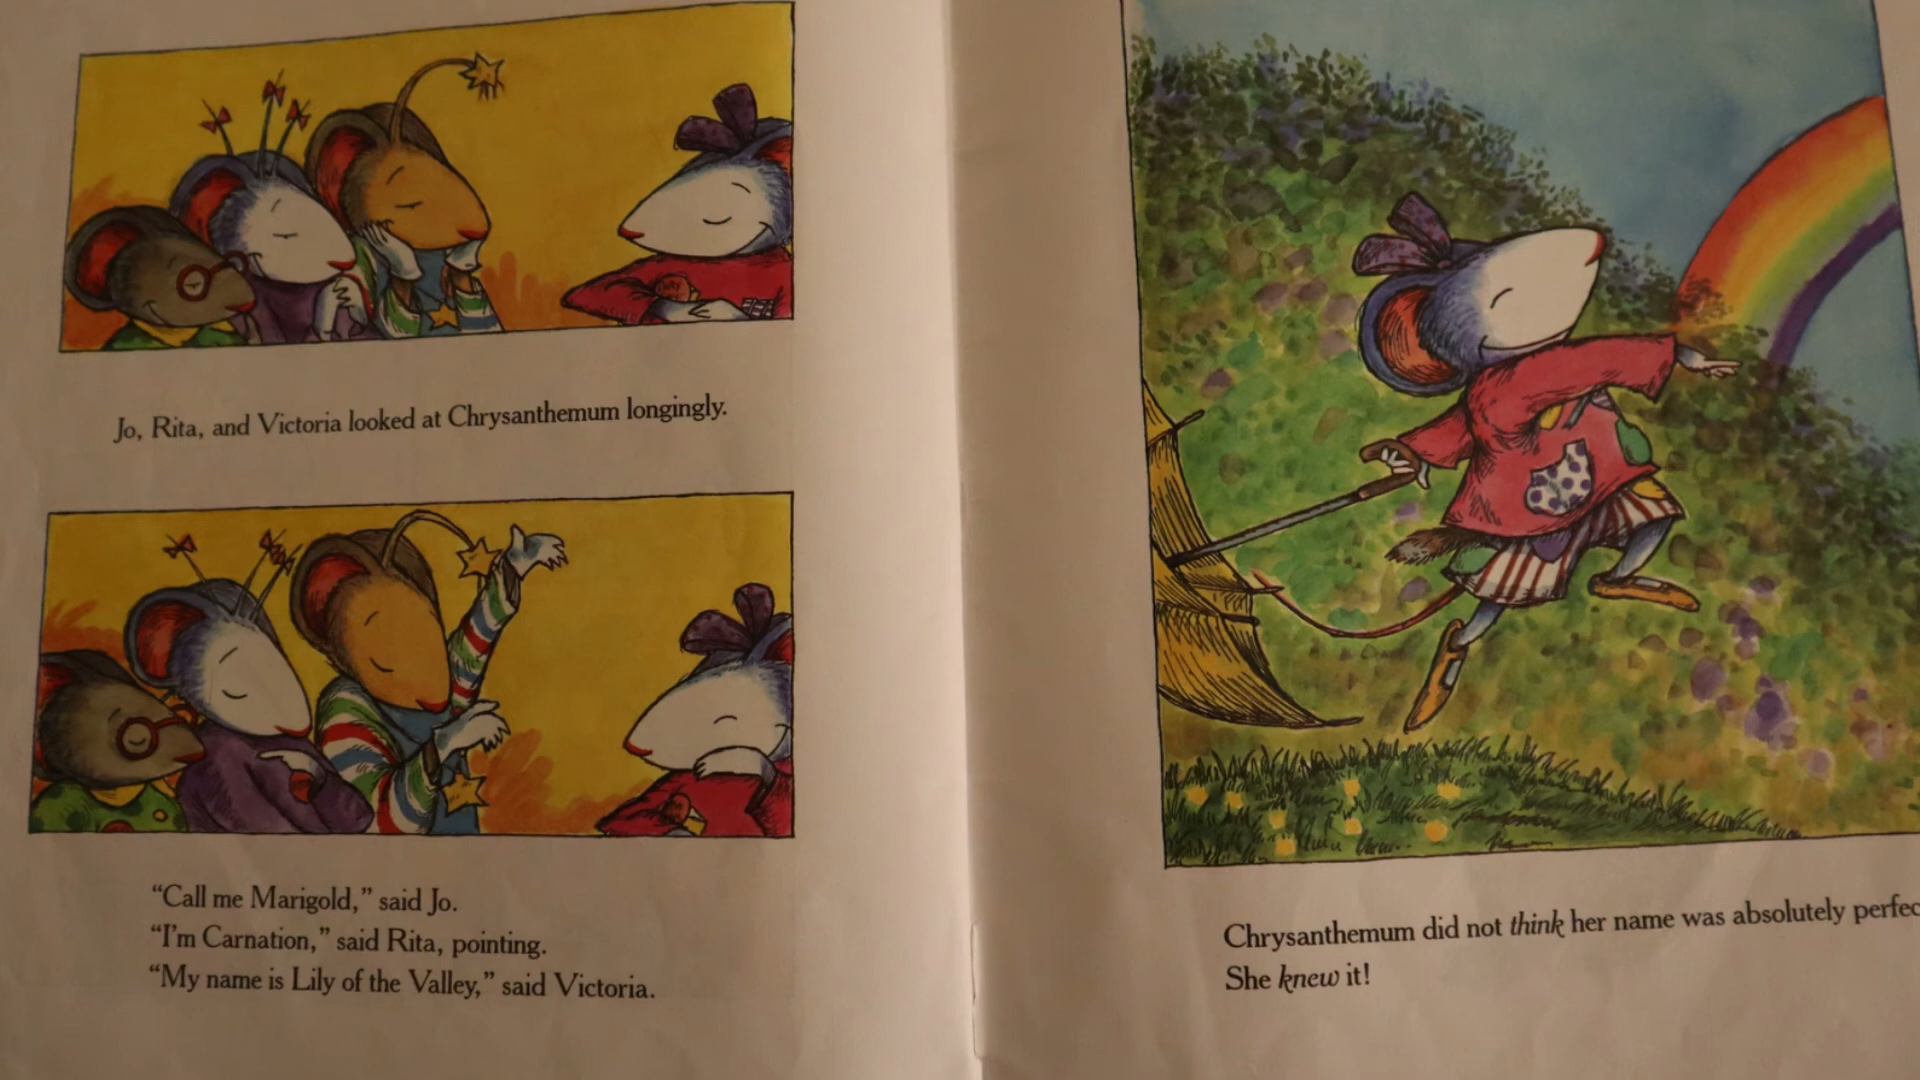 Jo, Rita, and Victoria looked at Chrysanthemum longingly.
“Call me Marigold,” said Jo.
“I’m Carnation,” said Rita, pointing.
“My name is Lily of the Valley,” said Victoria.
Chrysanthemum did not think her name was absolutely perfec
She knew it!